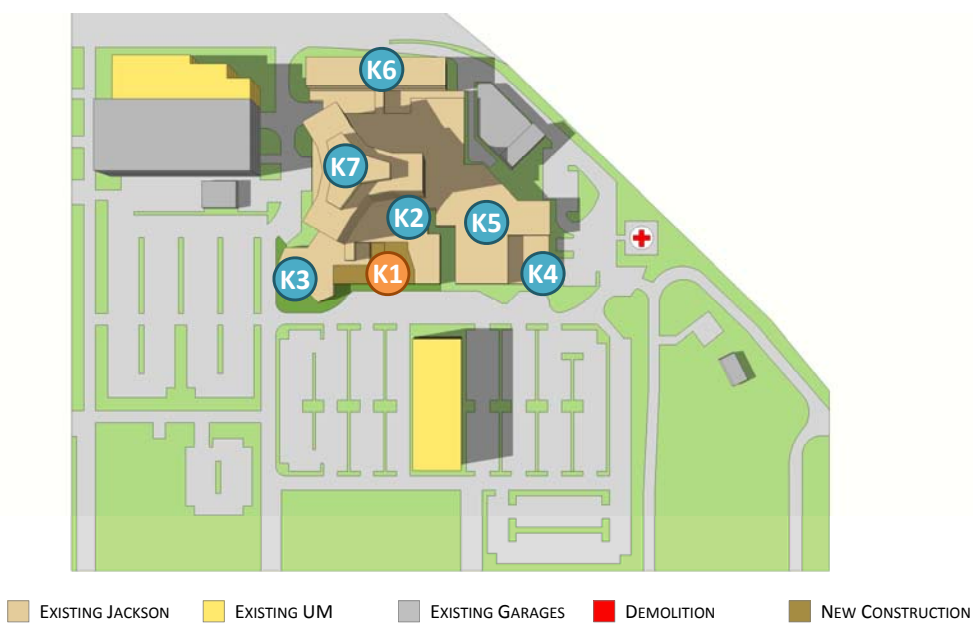 K6
K7
K2
K5
K3
K1
K4
EXISTING JACKSON EXISTING UM EXISTING GARAGES DEMOLITION NEW CONSTRUCTION